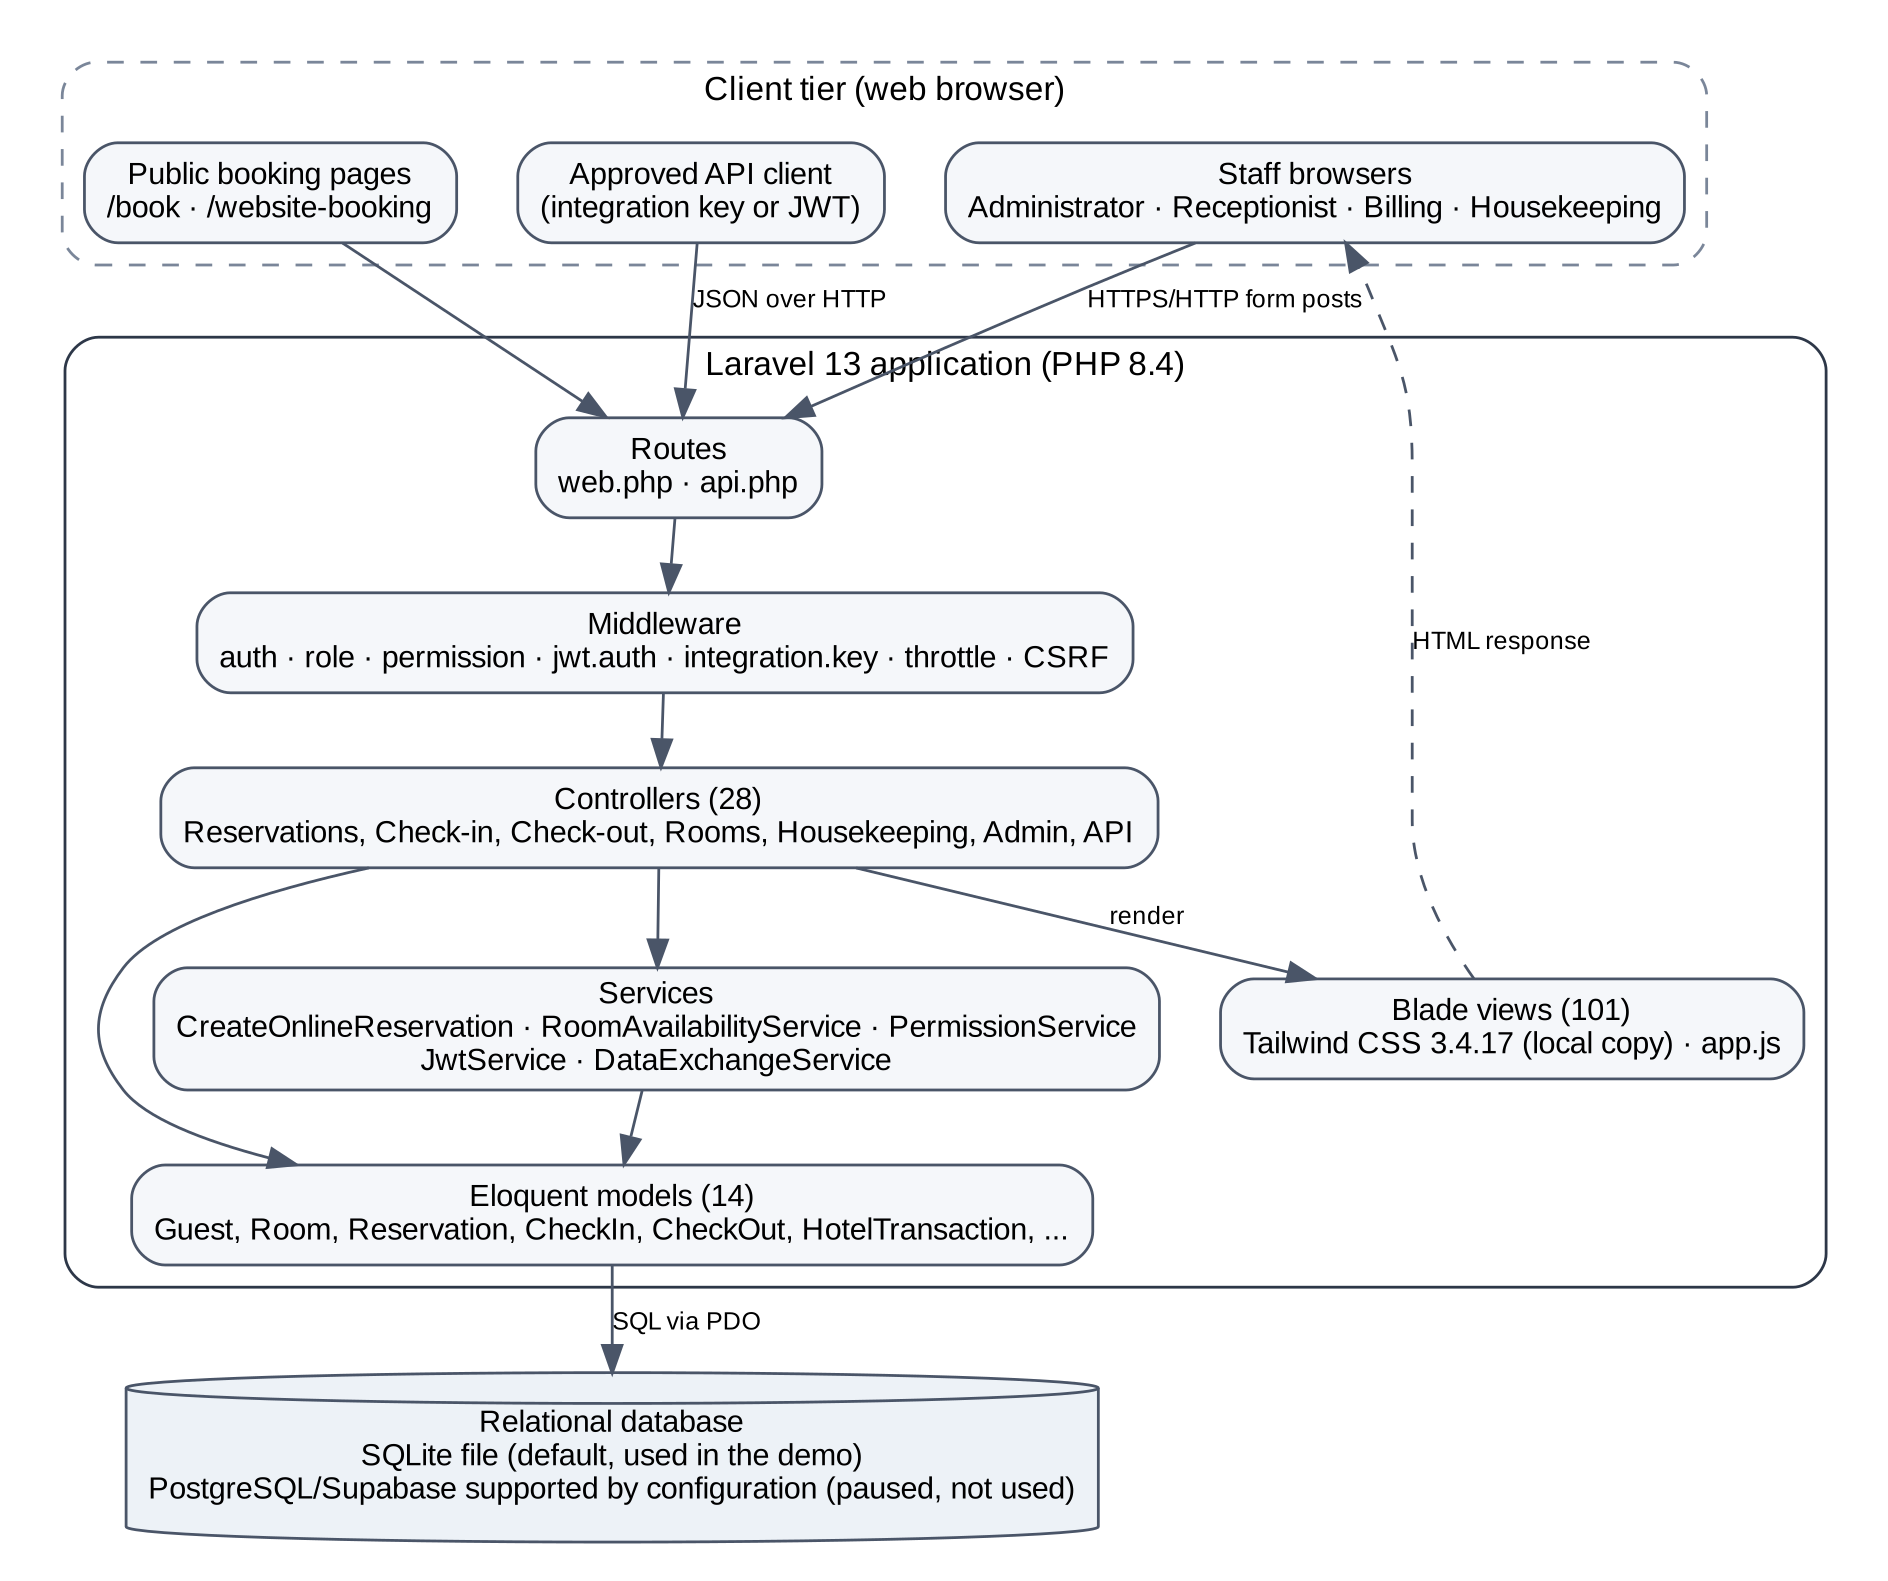 Client tier (web browser)
Public booking pages
/book · /website-booking
Approved API client
(integration key or JWT)
Staff browsers
Administrator · Receptionist · Billing · Housekeeping
JSON over HTTP
HTTPS/HTTP form posts
Laravel 13 application (PHP 8.4)
Routes
web.php · api.php
Middleware
auth · role · permission · jwt.auth · integration.key · throttle · CSRF
HTML response
Controllers (28)
Reservations, Check-in, Check-out, Rooms, Housekeeping, Admin, API
render
Services
CreateOnlineReservation · RoomAvailabilityService · PermissionService
JwtService · DataExchangeService
Blade views (101)
Tailwind CSS 3.4.17 (local copy) · app.js
Eloquent models (14)
Guest, Room, Reservation, CheckIn, CheckOut, HotelTransaction, ...
SQL via PDO
Relational database
SQLite file (default, used in the demo)
PostgreSQL/Supabase supported by configuration (paused, not used)